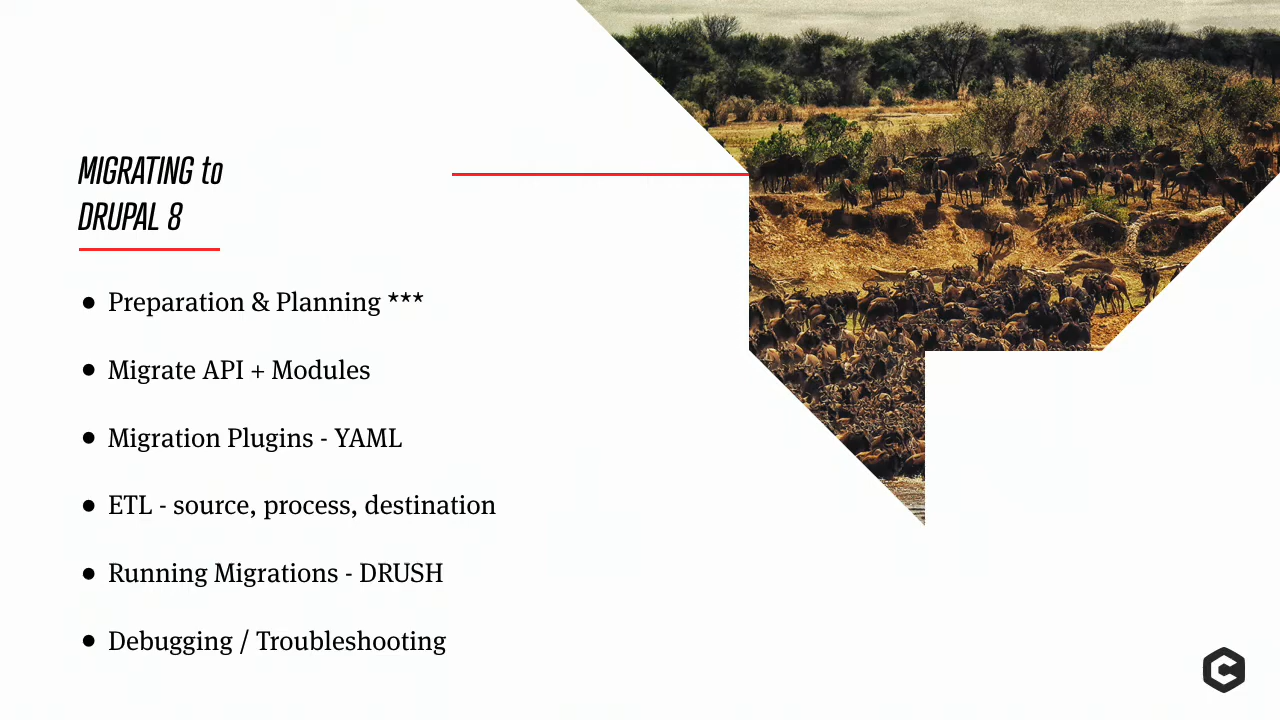 MIGRATING to
DRUPAL 8
● Preparation & Planning ***
● Migrate API + Modules
● Migration Plugins - YAML
● ETL - source, process, destination
● Running Migrations - DRUSH
● Debugging / Troubleshooting